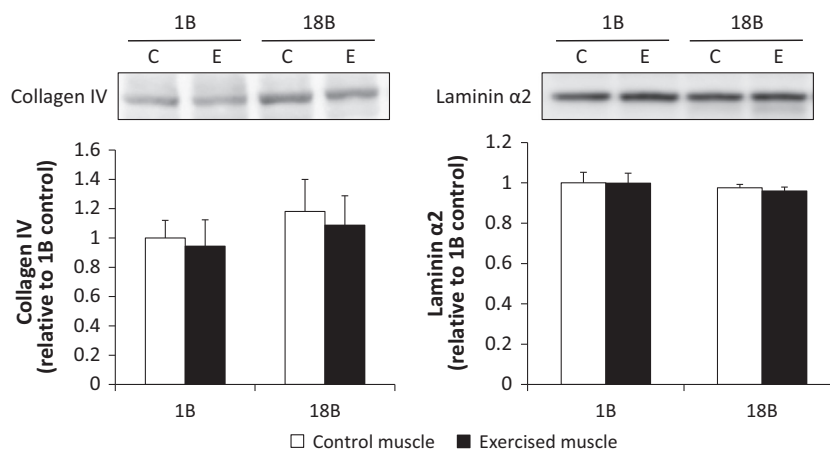 1B 18B
C E C E
Collagen IV
1B 18B
C E C E
Laminin α2
Collagen IV
(relative to 1B control)
1.6
1.4
1.2
1
0.8
0.6
0.4
0.2
0
1B 18B
Laminin α2
(relative to 1B control)
1.2
1
0.8
0.6
0.4
0.2
0
1B 18B
Control muscle Exercised muscle